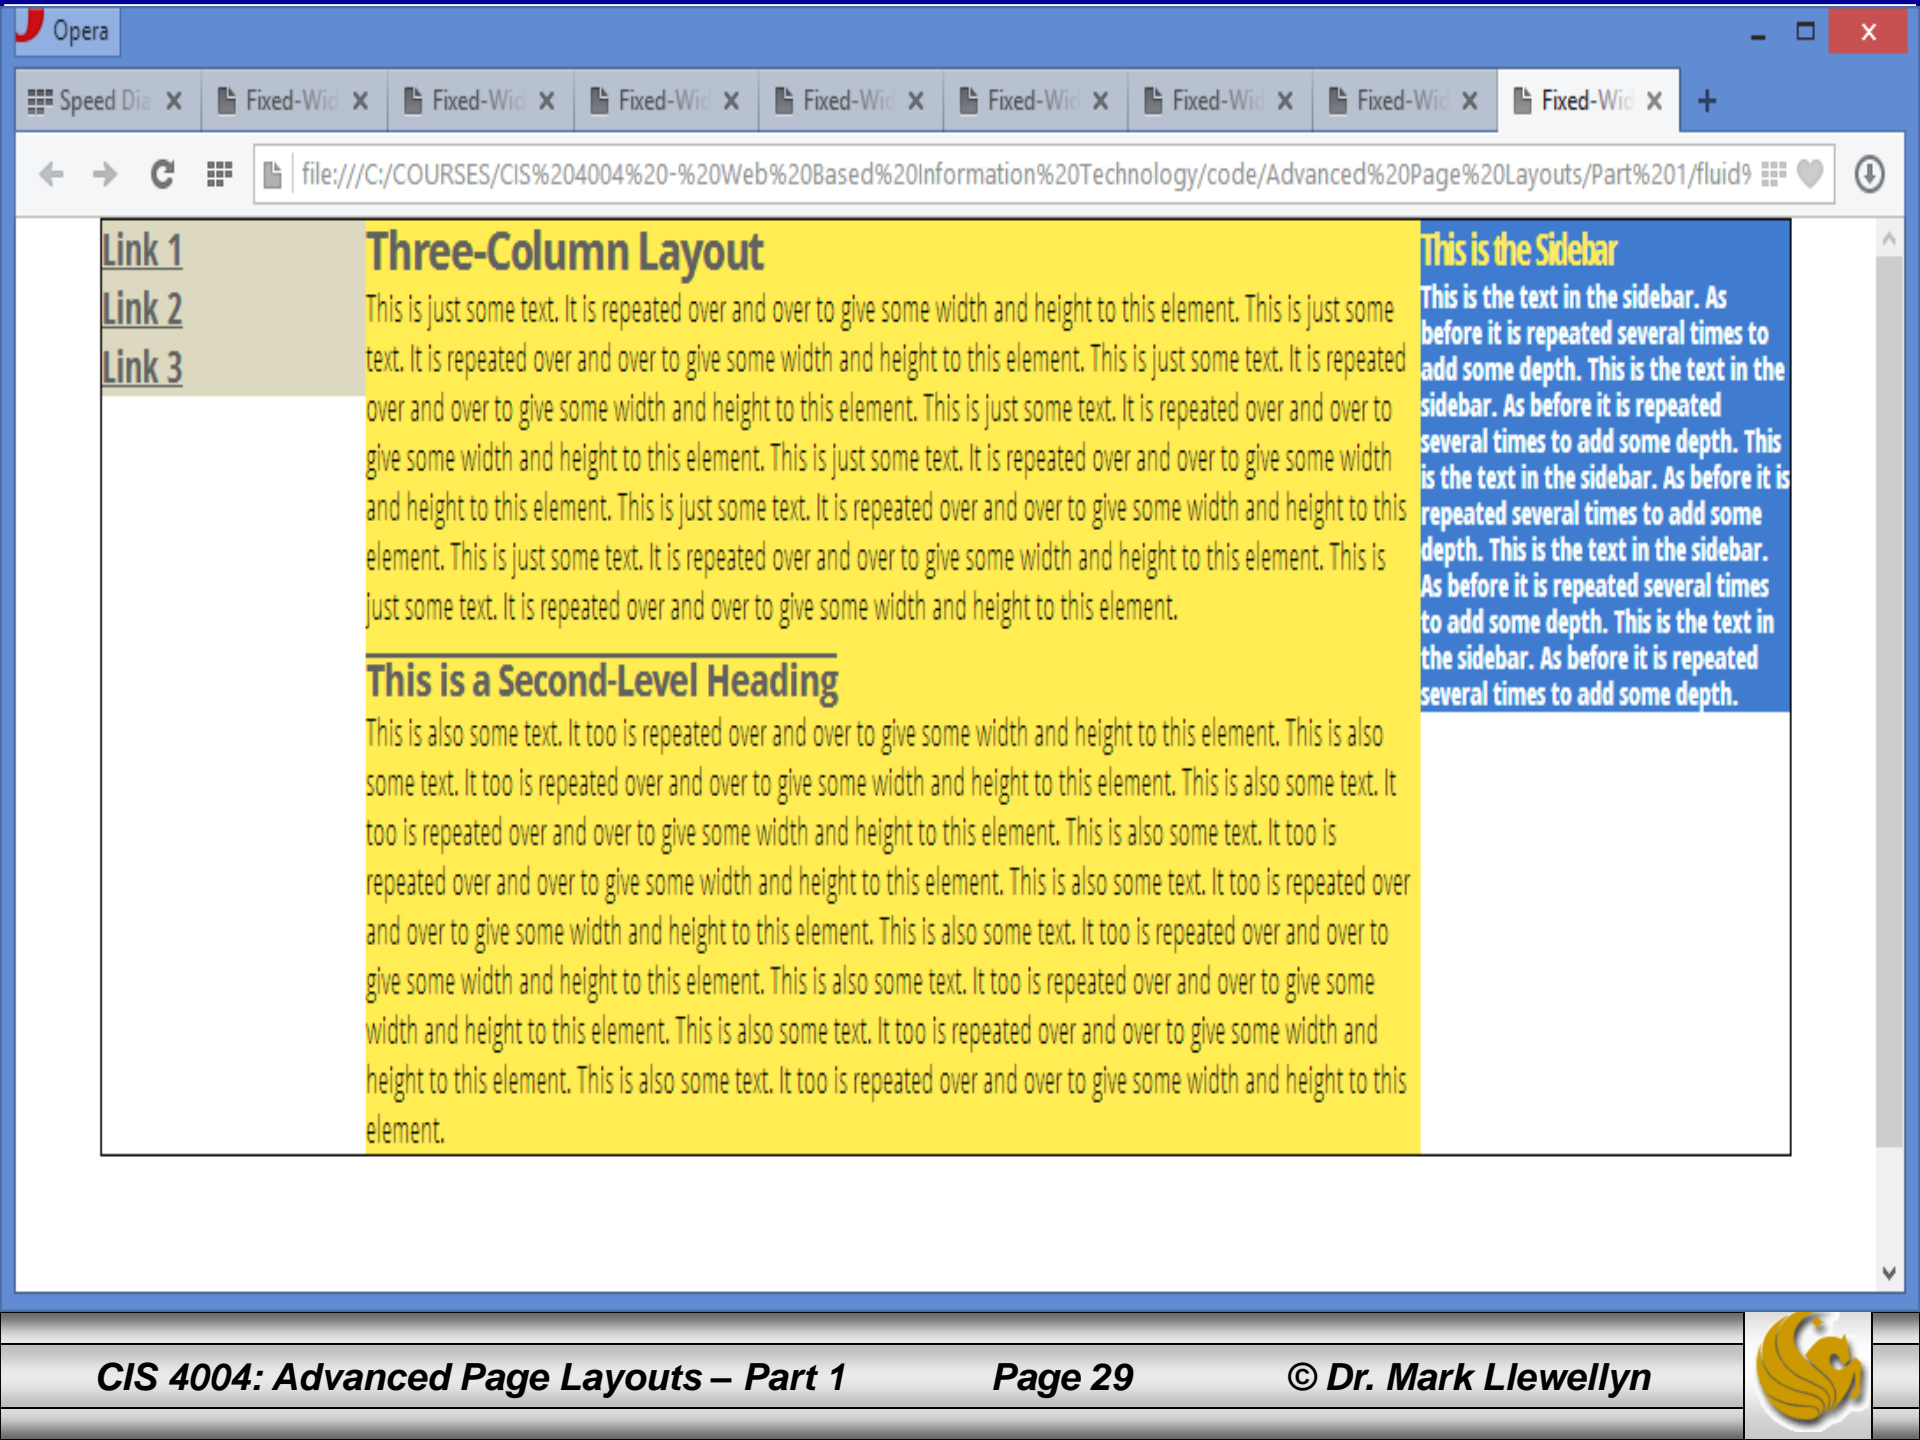 Opera
Speed Dia
Fixed-Wid
Fixed-Wid
Fixed-Wid
Fixed-Wid
Fixed-Wid
Fixed-Wid
Fixed-Wid
Fixed-Wid
file:///C:/COURSES/CIS%204004%20-%20Web%20Based%20Information%20Technology/code/Advanced%20Page%20Layouts/Part%201/fluid%
Link 1
Link 2
Link 3
Three-Column Layout
This is just some text. It is repeated over and over to give some width and height to this element. This is just some
text. It is repeated over and over to give some width and height to this element. This is just some text. It is repeated
over and over to give some width and height to this element. This is just some text. It is repeated over and over to
give some width and height to this element. This is just some text. It is repeated over and over to give some width
and height to this element. This is just some text. It is repeated over and over to give some width and height to this
element. This is just some text. It is repeated over and over to give some width and height to this element. This is
just some text. It is repeated over and over to give some width and height to this element.
This is a Second-Level Heading
This is also some text. It too is repeated over and over to give some width and height to this element. This is also
some text. It too is repeated over and over to give some width and height to this element. This is also some text. It
too is repeated over and over to give some width and height to this element. This is also some text. It too is
repeated over and over to give some width and height to this element. This is also some text. It too is repeated over
and over to give some width and height to this element. This is also some text. It too is repeated over and over to
give some width and height to this element. This is also some text. It too is repeated over and over to give some
width and height to this element. This is also some text. It too is repeated over and over to give some width and
height to this element. This is also some text. It too is repeated over and over to give some width and height to this
element.
This is the Sidebar
This is the text in the sidebar. As
before it is repeated several times to
add some depth. This is the text in the
sidebar. As before it is repeated
several times to add some depth. This
is the text in the sidebar. As before it is
repeated several times to add some
depth. This is the text in the sidebar.
As before it is repeated several times
to add some depth. This is the text in
the sidebar. As before it is repeated
several times to add some depth.
CIS 4004: Advanced Page Layouts – Part 1
Page 29
© Dr. Mark Llewellyn